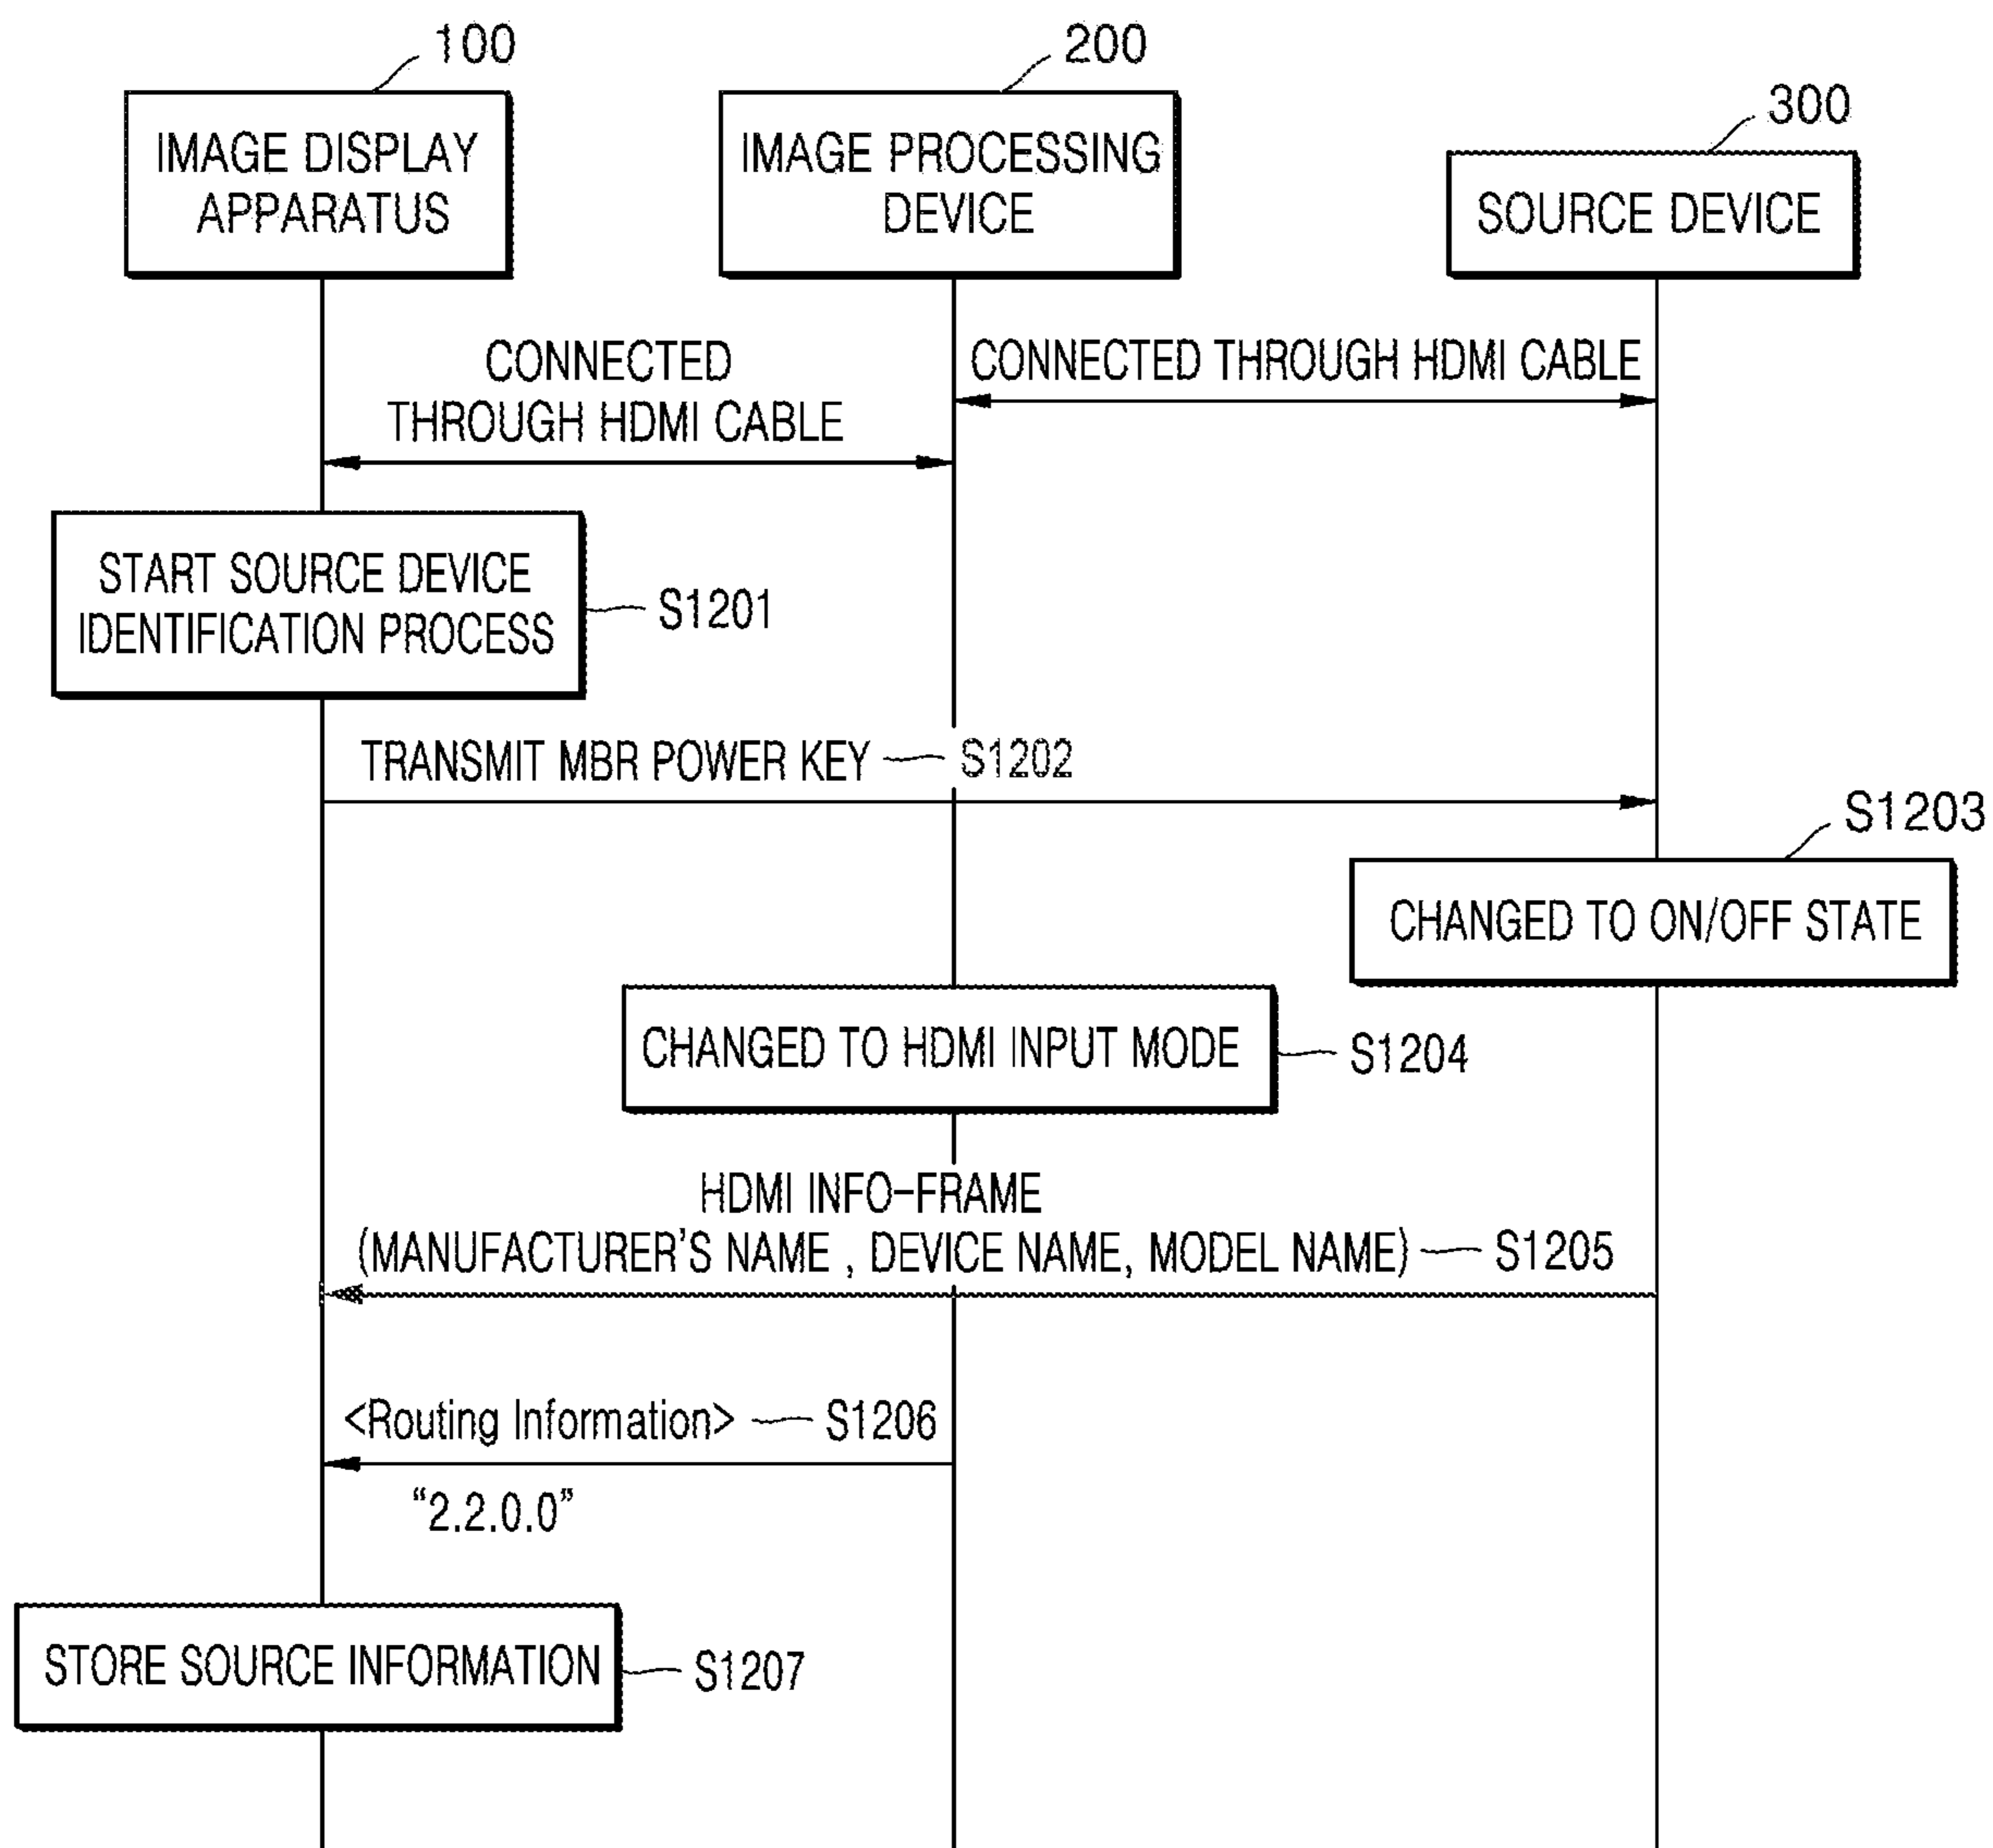 100
200
300
IMAGE DISPLAY
APPARATUS
IMAGE PROCESSING
DEVICE
SOURCE DEVICE
CONNECTED
THROUGH HDMI CABLE
CONNECTED THROUGH HDMI CABLE
START SOURCE DEVICE
IDENTIFICATION PROCESS
S1201
TRANSMIT MBR POWER KEY
S1202
S1203
CHANGED TO ON/OFF STATE
CHANGED TO HDMI INPUT MODE
S1204
HDMI INFO-FRAME
(MANUFACTURER'S NAME , DEVICE NAME, MODEL NAME)
S1205
<Routing Information>
S1206
“2.2.0.0”
STORE SOURCE INFORMATION
S1207